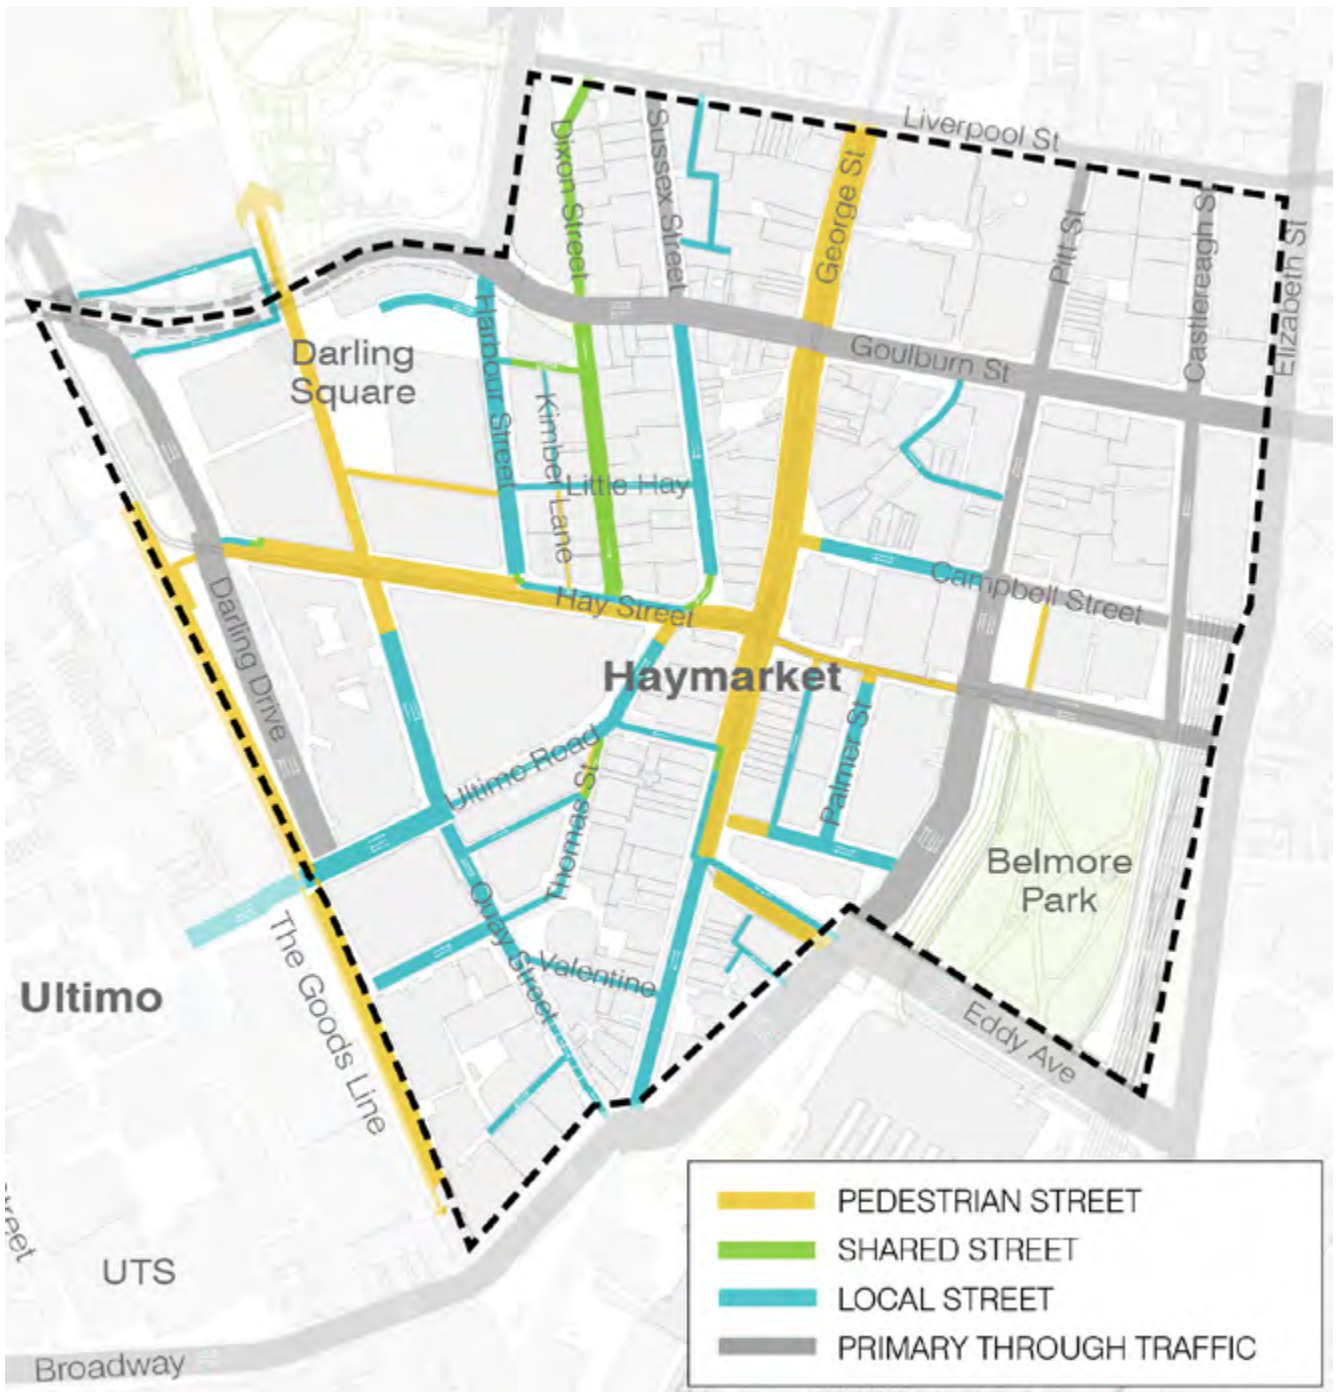 Liverpool St
Dixon Street
Sussex Street
George St
Pitt St
Castlereagh St
Elizabeth St
Darling
Square
Harbour Street
Goulburn St
Kimber Lane
Little Hay
Campbell Street
Hay Street
Darling Drive
Haymarket
Ultimo Road
Thomas St
Palmer St
Belmore
Park
Quay Street
Valentine
The Goods Line
Ultimo
Eddy Ave
reet
UTS
Broadway
PEDESTRIAN STREET
SHARED STREET
LOCAL STREET
PRIMARY THROUGH TRAFFIC